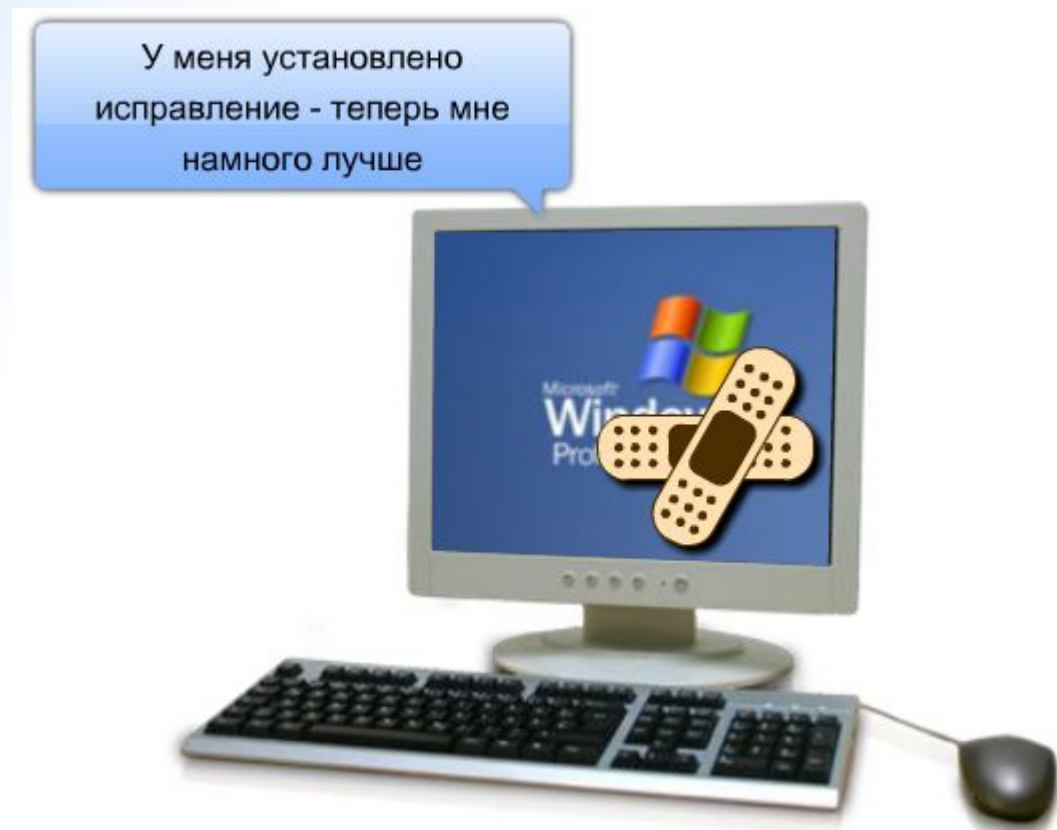 У меня установлено
исправление - теперь мне
намного лучше
Microsoft